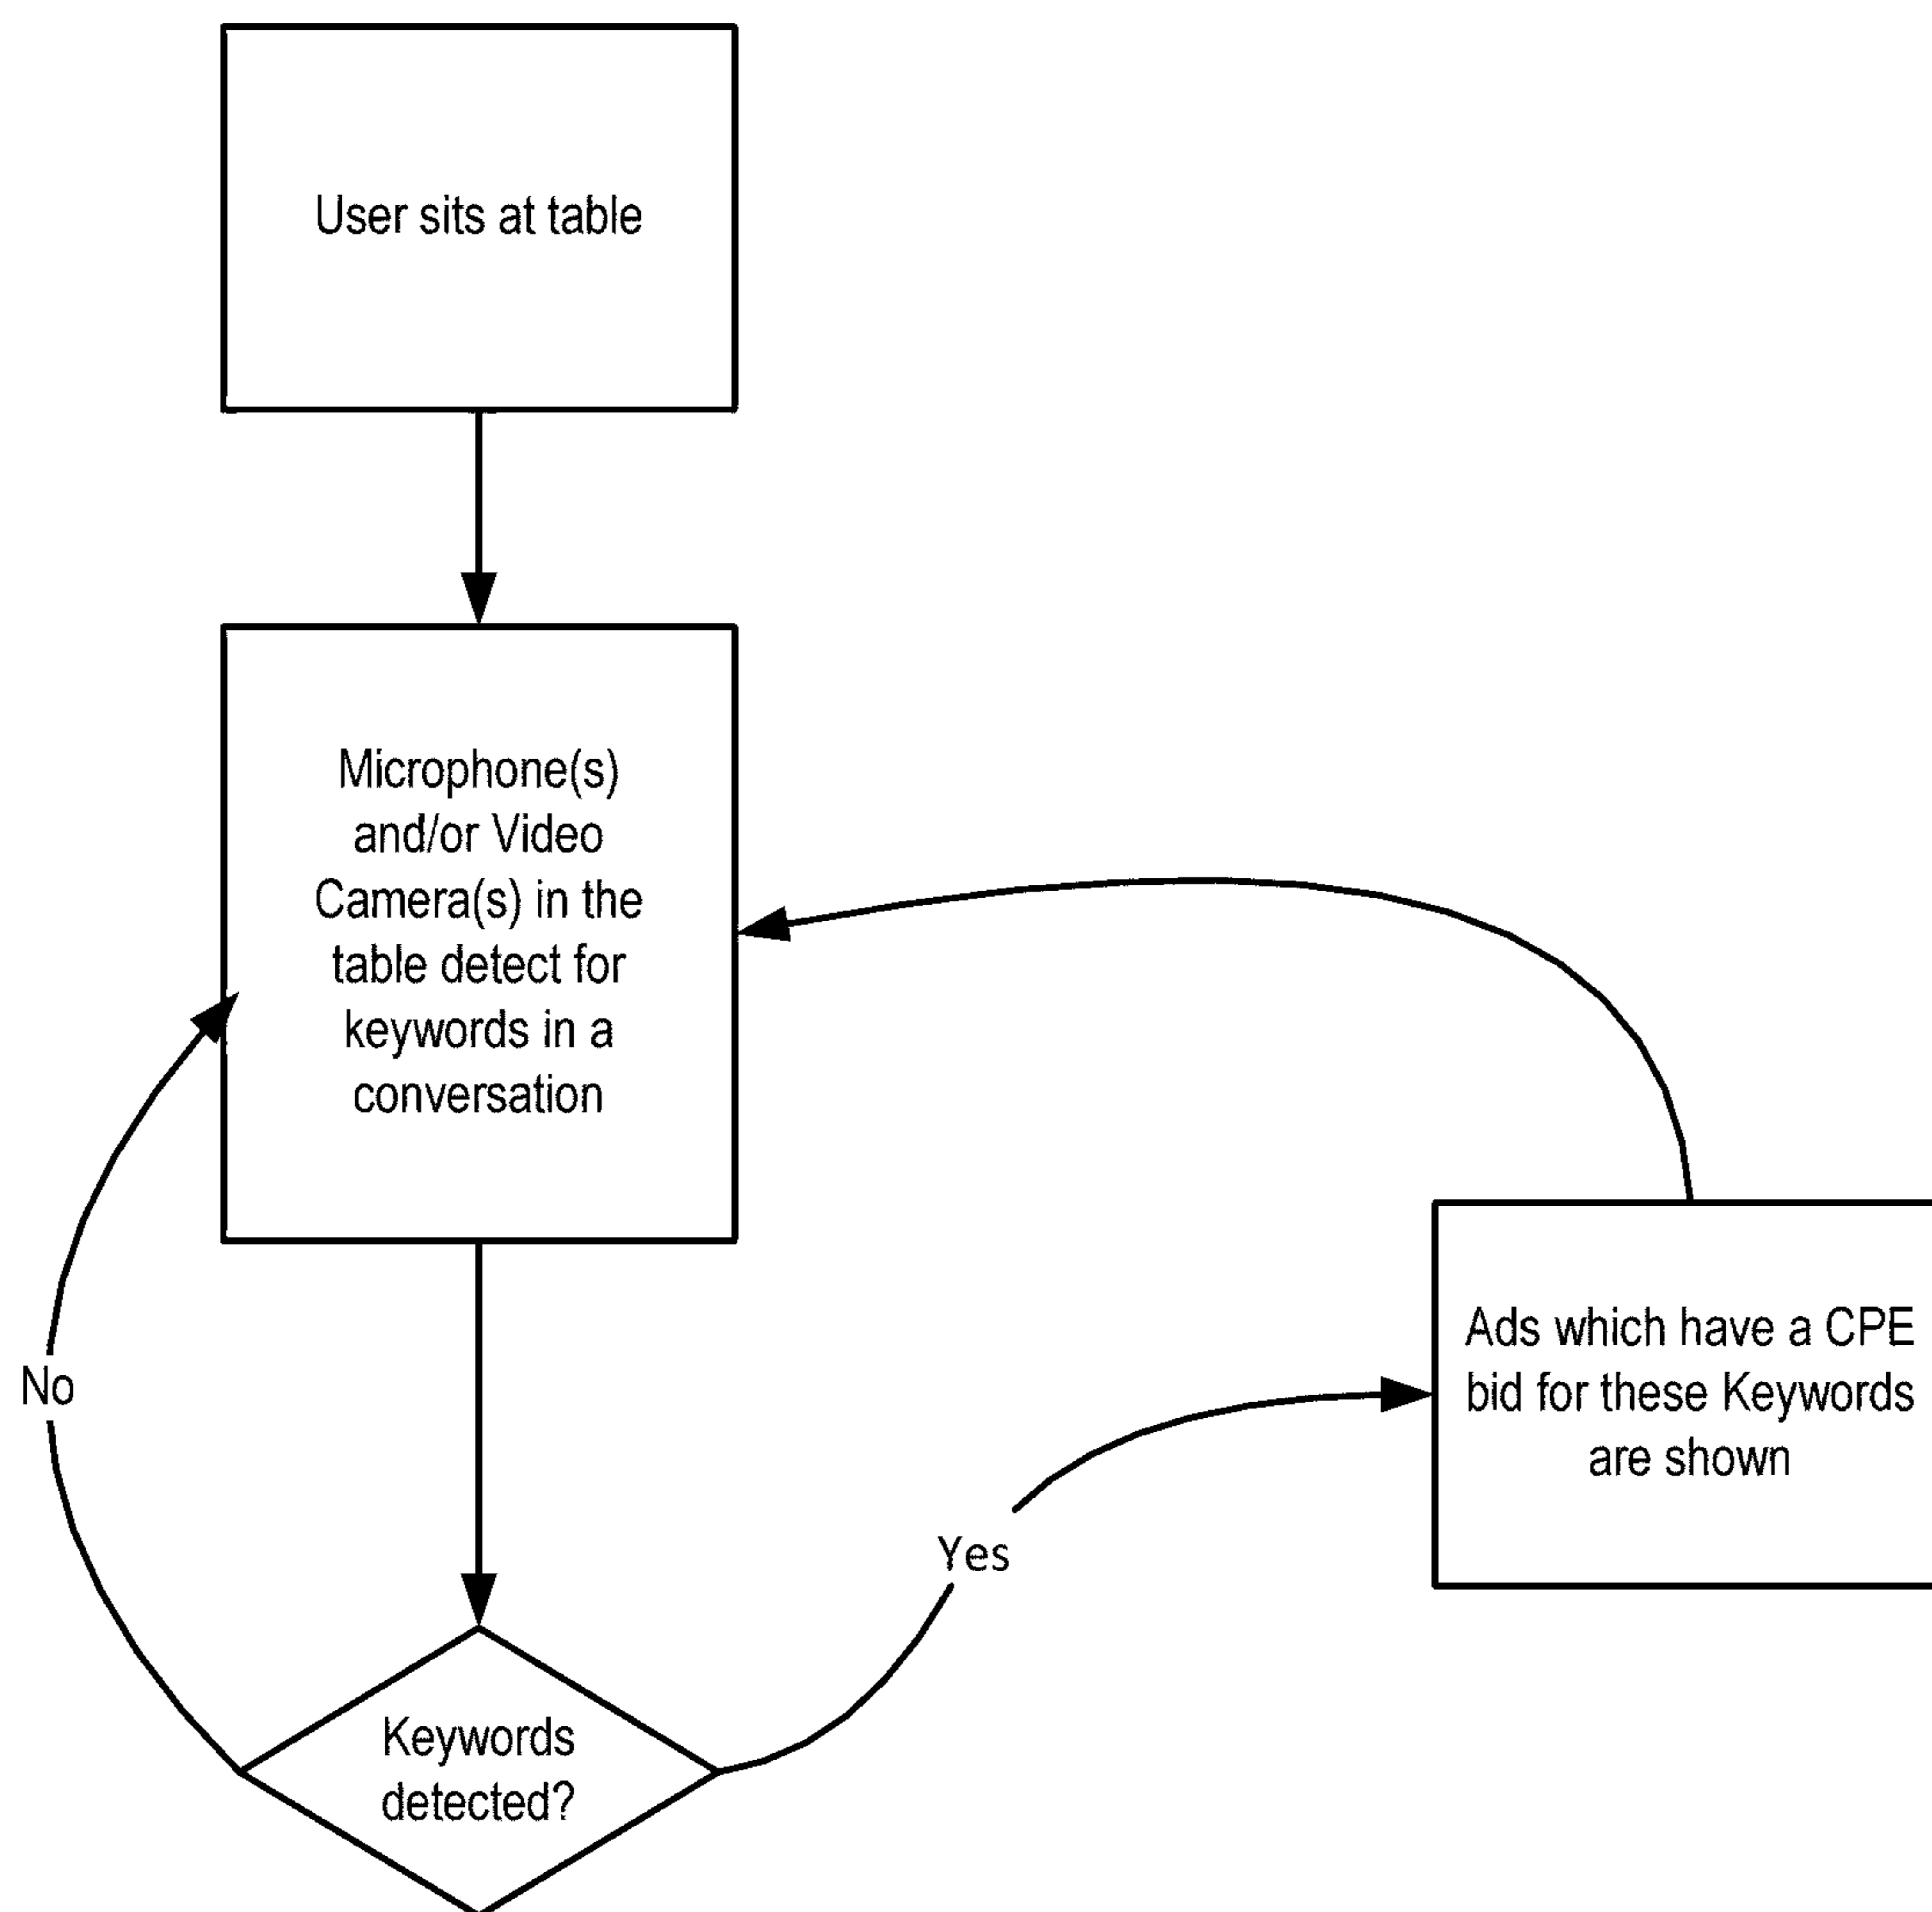 User sits at table
Microphone(s)
and/or Video
Camera(s) in the
table detect for
keywords in a
conversation
No
Ads which have a CPE
bid for these Keywords
are shown
Yes
Keywords
detected?